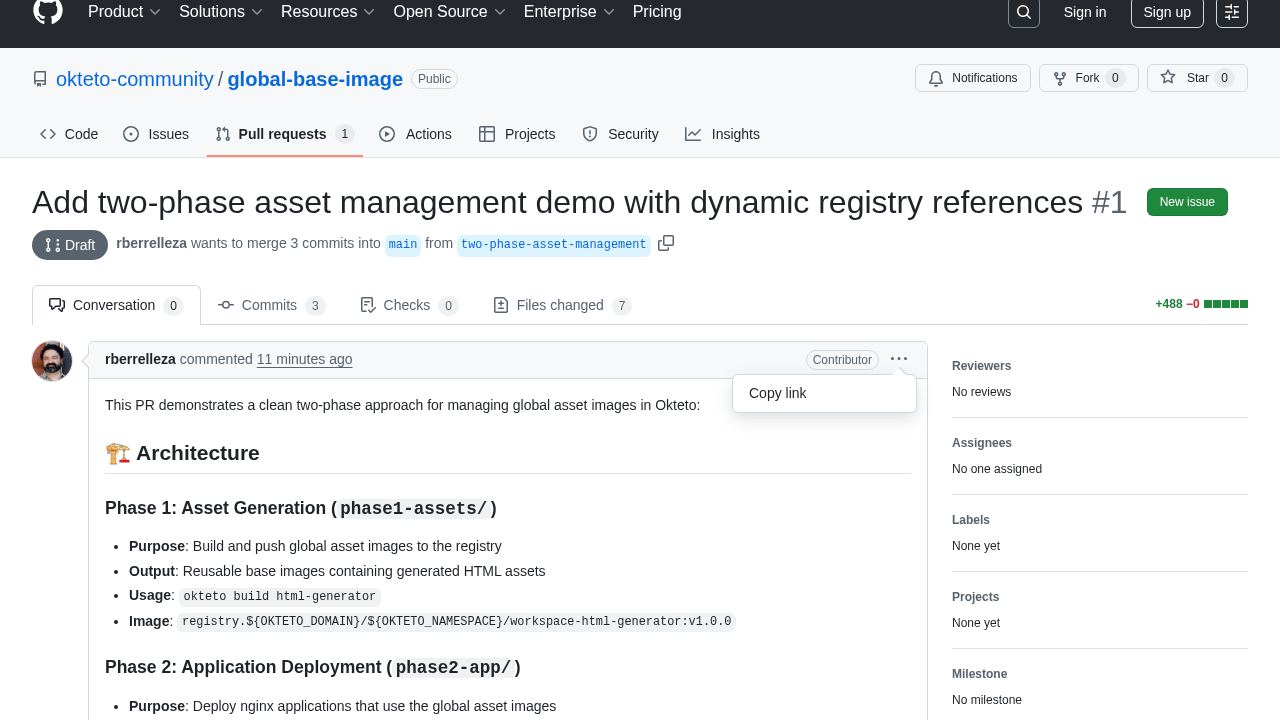 Product Solutions Resources Open Source Enterprise Pricing Sign in Sign up
okteto-community / global-base-image Public Notifications Fork 0 Star 0
Code Issues Pull requests 1 Actions Projects Security Insights
Add two-phase asset management demo with dynamic registry references #1 New issue
Draft rberrelleza wants to merge 3 commits into main from two-phase-asset-management
Conversation 0 Commits 3 Checks 0 Files changed 7 +488 −0
rberrelleza commented 11 minutes ago Contributor
Copy link
This PR demonstrates a clean two-phase approach for managing global asset images in Okteto:
Architecture
Phase 1: Asset Generation (phase1-assets/)
Purpose: Build and push global asset images to the registry
Output: Reusable base images containing generated HTML assets
Usage: okteto build html-generator
Image: registry.${OKTETO_DOMAIN}/${OKTETO_NAMESPACE}/workspace-html-generator:v1.0.0
Phase 2: Application Deployment (phase2-app/)
Purpose: Deploy nginx applications that use the global asset images
Reviewers
No reviews
Assignees
No one assigned
Labels
None yet
Projects
None yet
Milestone
No milestone